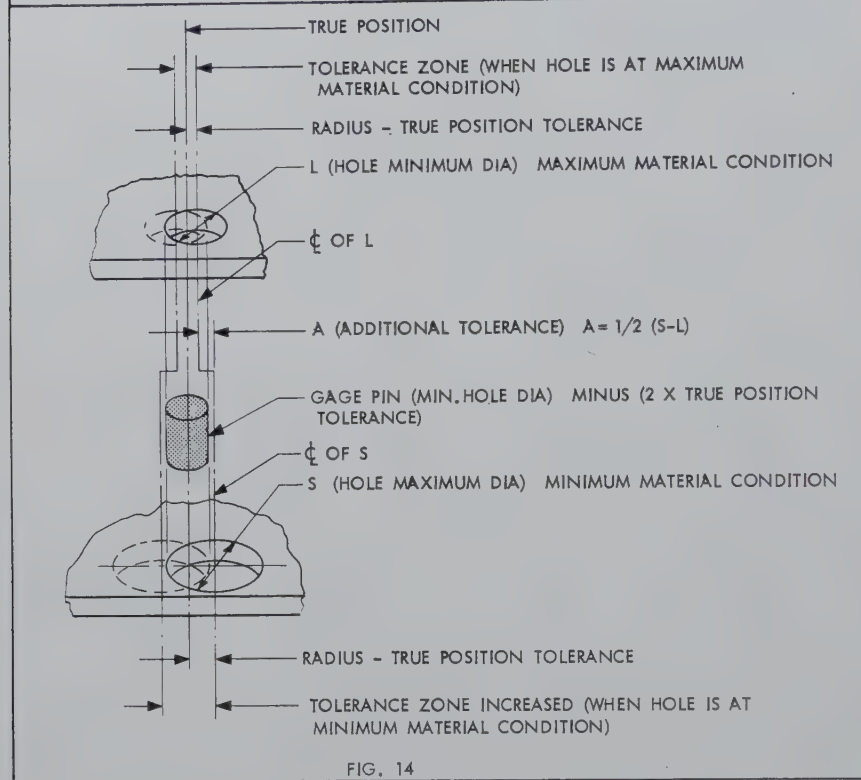 TRUE POSITION
TOLERANCE ZONE (WHEN HOLE IS AT MAXIMUM
MATERIAL CONDITION)
RADIUS - TRUE POSITION TOLERANCE
L (HOLE MINIMUM DIA) MAXIMUM MATERIAL CONDITION
℄ OF L
A (ADDITIONAL TOLERANCE) A = 1/2 (S-L)
GAGE PIN (MIN. HOLE DIA) MINUS (2 X TRUE POSITION
TOLERANCE)
℄ OF S
S (HOLE MAXIMUM DIA) MINIMUM MATERIAL CONDITION
RADIUS - TRUE POSITION TOLERANCE
TOLERANCE ZONE INCREASED (WHEN HOLE IS AT
MINIMUM MATERIAL CONDITION)
FIG. 14